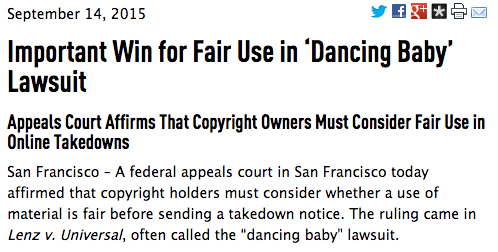 September 14, 2015
Important Win for Fair Use in ‘Dancing Baby’
Lawsuit
Appeals Court Affirms That Copyright Owners Must Consider Fair Use in
Online Takedowns
San Francisco - A federal appeals court in San Francisco today
affirmed that copyright holders must consider whether a use of
material is fair before sending a takedown notice. The ruling came in
Lenz v. Universal, often called the “dancing baby” lawsuit.